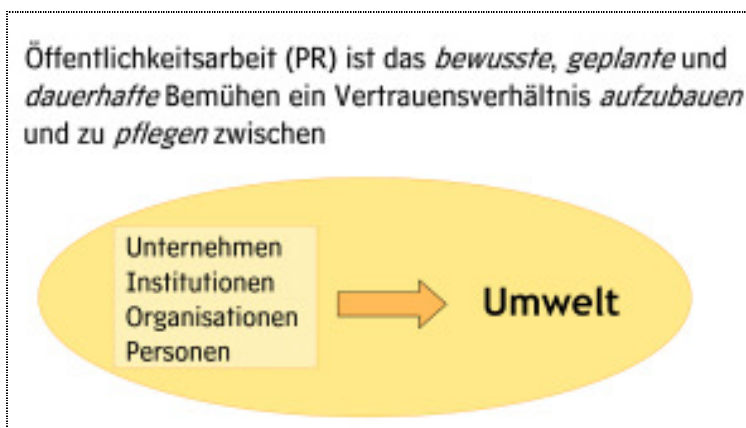 Öffentlichkeitsarbeit (PR) ist das bewusste, geplante und
dauerhafte Bemühen ein Vertrauensverhältnis aufzubauen
und zu pflegen zwischen
Unternehmen
Institutionen
Organisationen
Personen
Umwelt